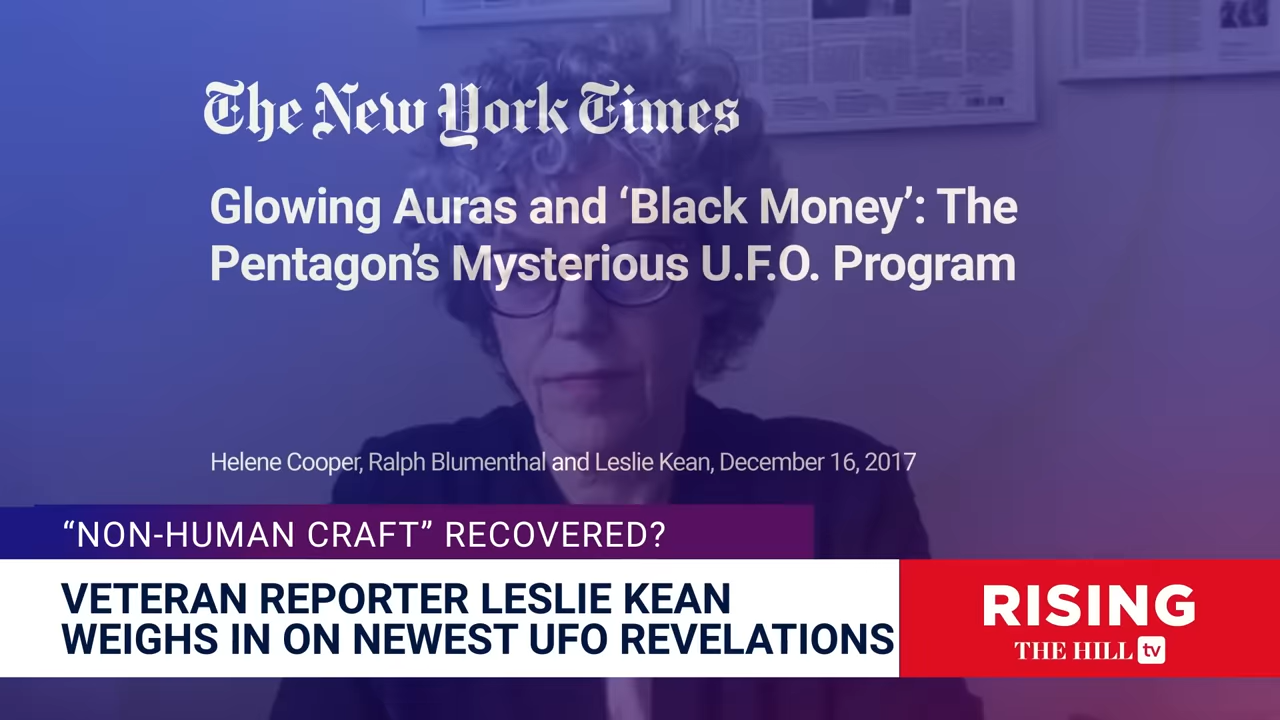 The New York Times
Glowing Auras and ‘Black Money’: The
Pentagon’s Mysterious U.F.O. Program
Helene Cooper, Ralph Blumenthal and Leslie Kean, December 16, 2017
“NON-HUMAN CRAFT” RECOVERED?
VETERAN REPORTER LESLIE KEAN
WEIGHS IN ON NEWEST UFO REVELATIONS
RISING
THE HILL tv